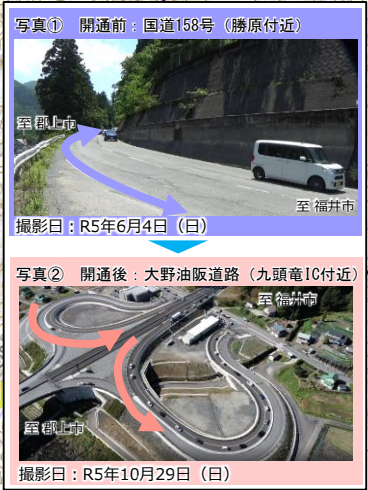 写真① 開通前:国道158号(勝原付近)
至 郡上市
至 福井市
撮影日:R5年6月4日(日)
写真② 開通後:大野油阪道路(九頭竜IC付近)
至 福井市
至 郡上市
撮影日:R5年10月29日(日)